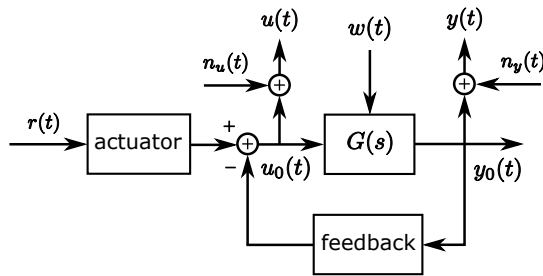 u(t)
w(t)
y(t)
n_u(t)
+
+
n_y(t)
r(t)
actuator
+
+
−
u_0(t)
G(s)
y_0(t)
feedback